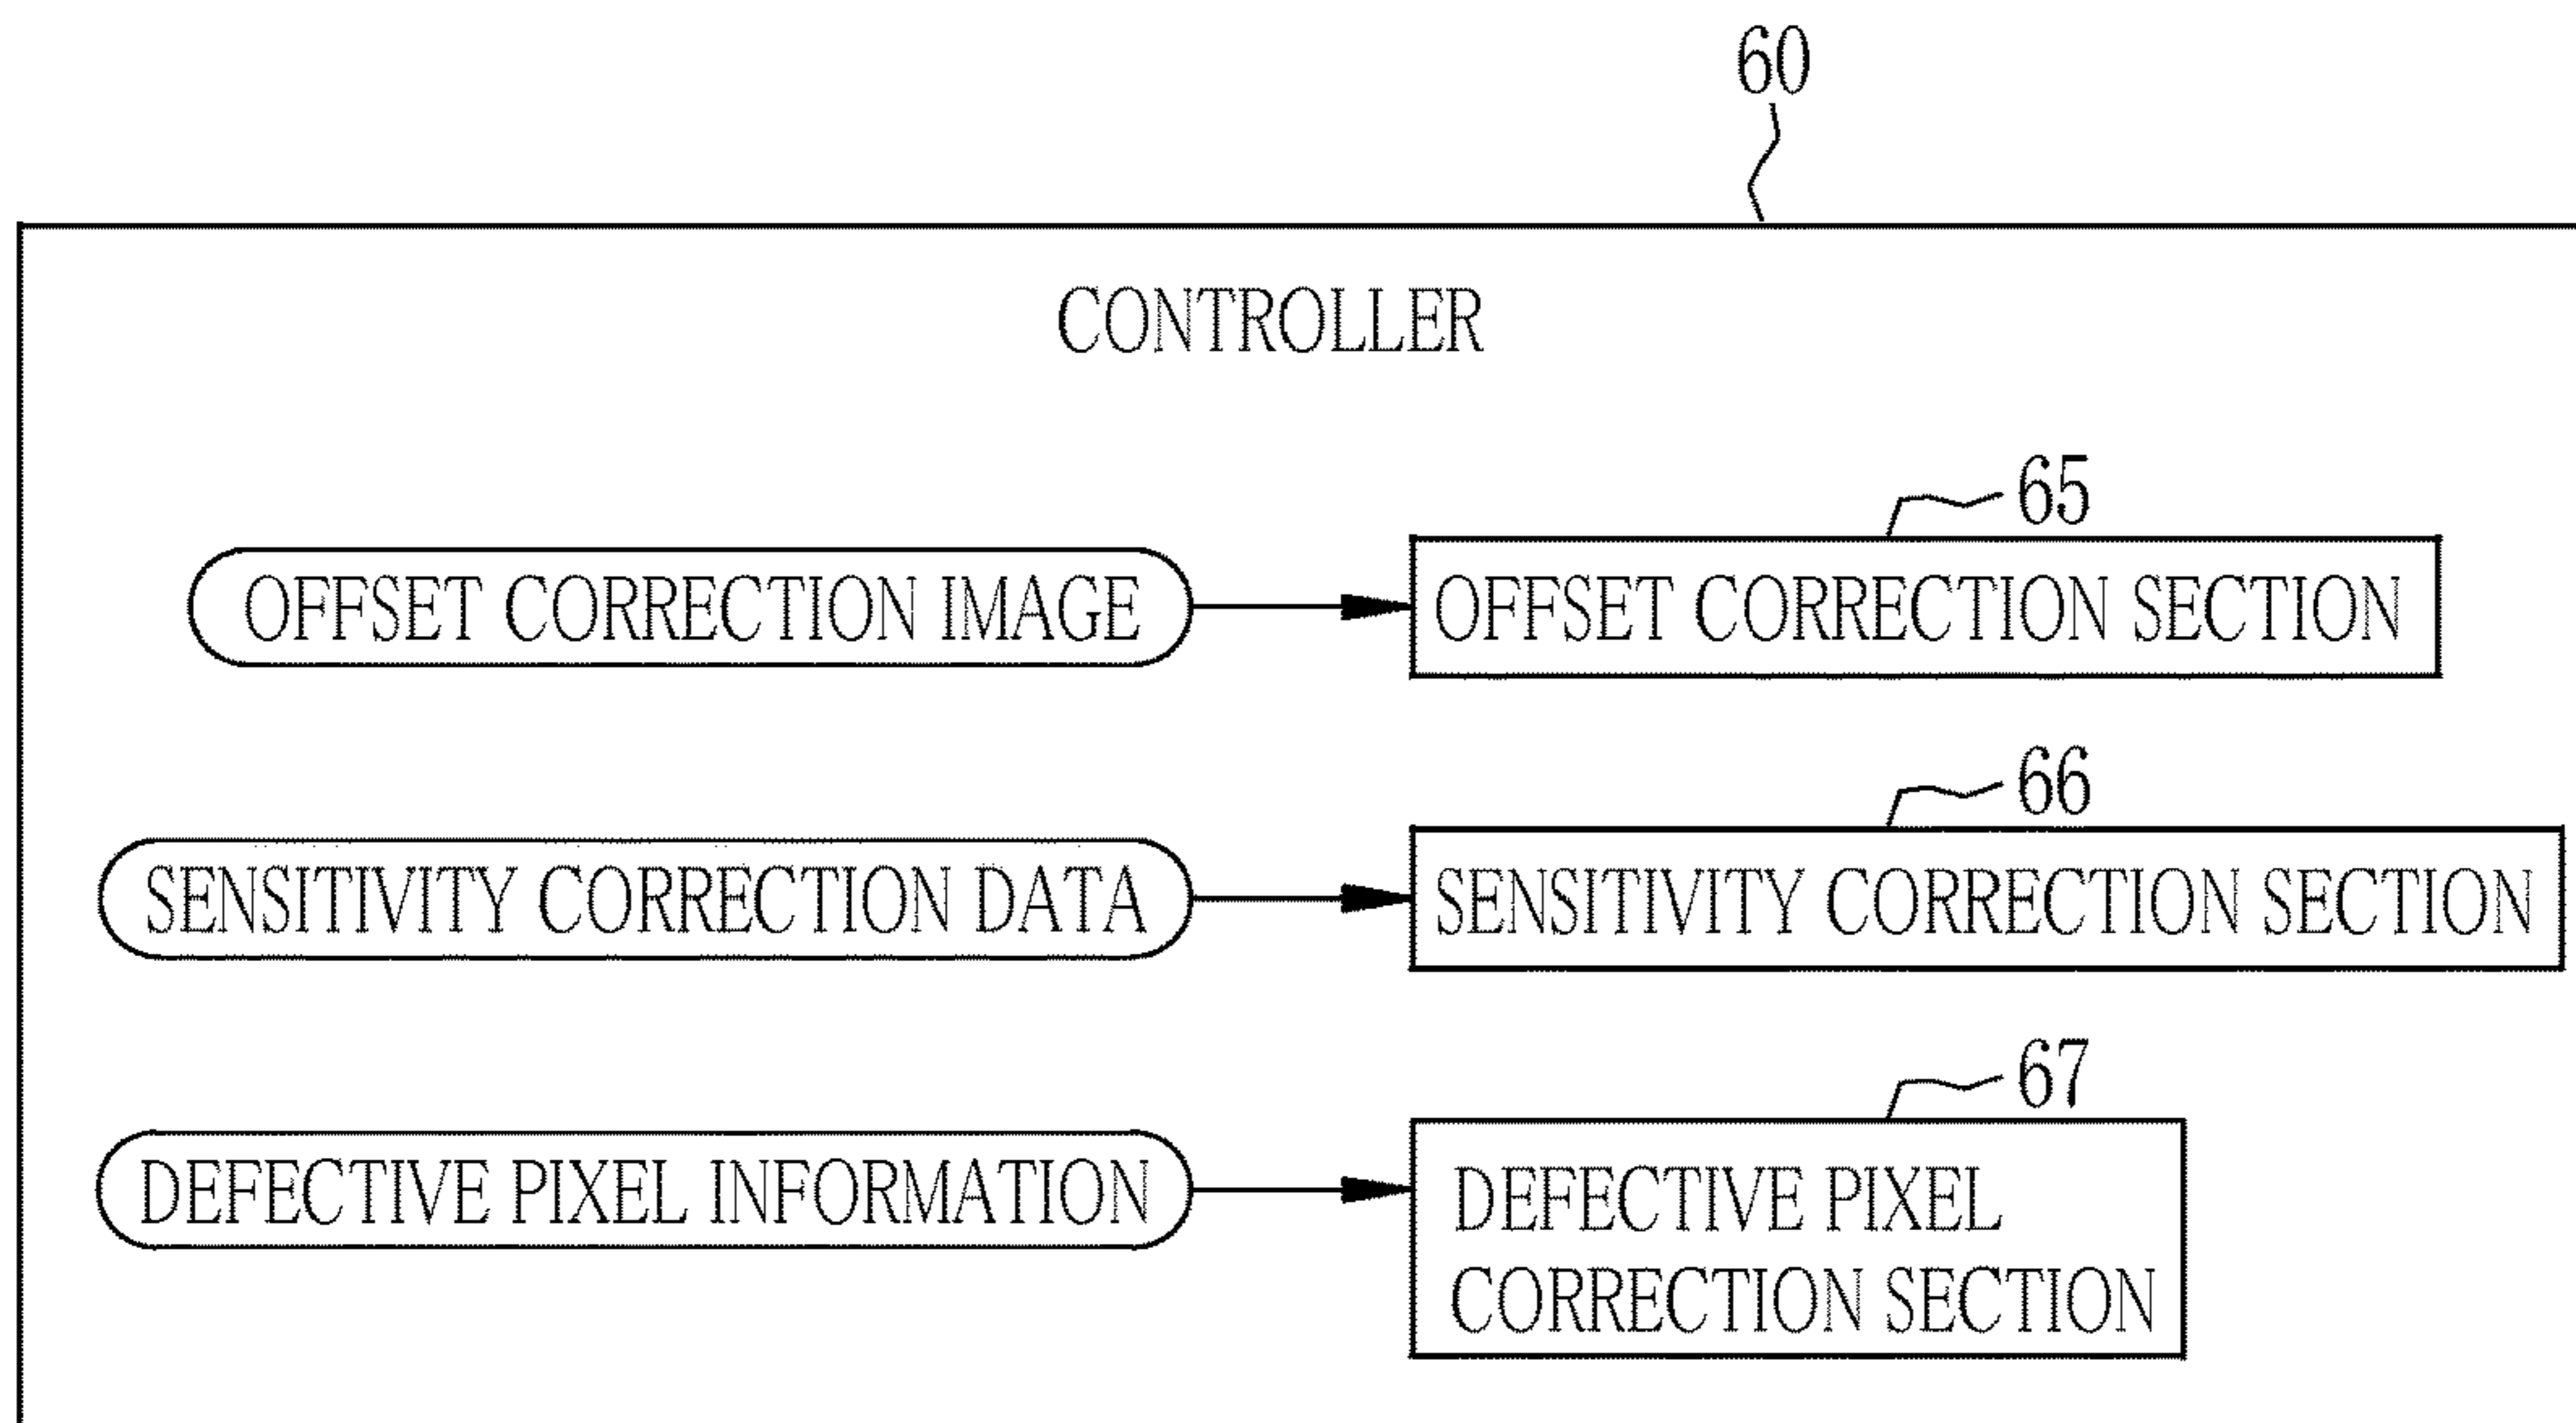 60
CONTROLLER
65
OFFSET CORRECTION IMAGE
OFFSET CORRECTION SECTION
66
SENSITIVITY CORRECTION DATA
SENSITIVITY CORRECTION SECTION
67
DEFECTIVE PIXEL INFORMATION
DEFECTIVE PIXEL
CORRECTION SECTION